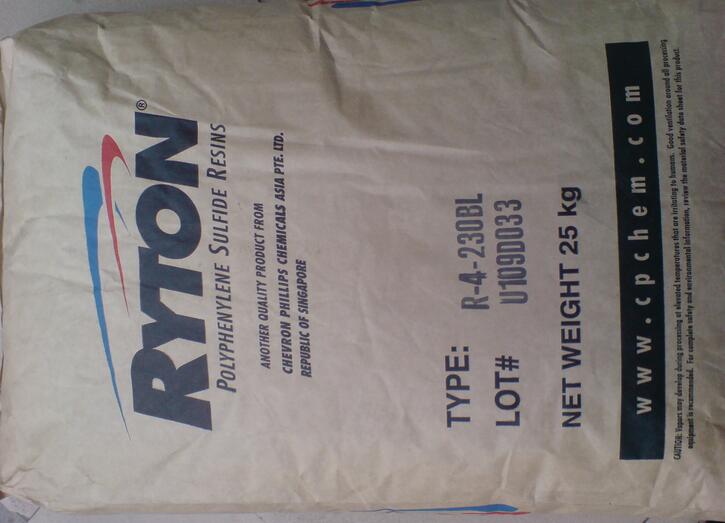 RYTON®
POLYPHENYLENE SULFIDE RESINS
ANOTHER QUALITY PRODUCT FROM
CHEVRON PHILLIPS CHEMICALS ASIA PTE. LTD.
REPUBLIC OF SINGAPORE
TYPE: R-4-230BL
LOT# U109D033
NET WEIGHT 25 kg
www.cpchem.com
CAUTION: Vapors may develop during processing at elevated temperatures that are irritating to humans. Good ventilation around all processing
equipment is recommended. For complete safety and environmental information, review the material safety data sheet for this product.